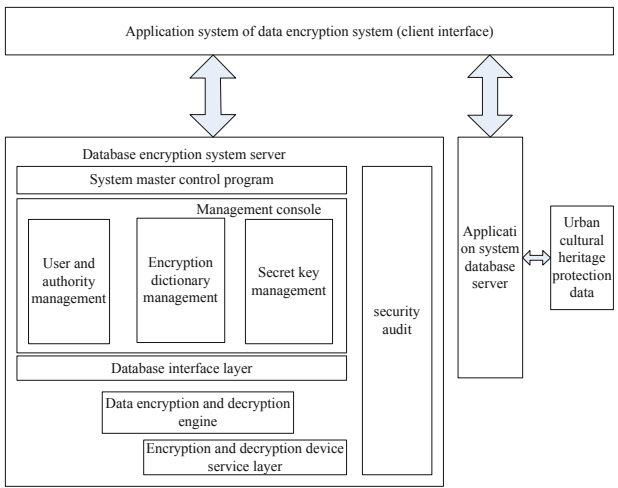 Application system of data encryption system (client interface)
Database encryption system server
System master control program
Management console
User and
authority
management
Encryption
dictionary
management
Secret key
management
Database interface layer
Data encryption and decryption
engine
Encryption and decryption device
service layer
security
audit
Applicati
on system
database
server
Urban
cultural
heritage
protection
data